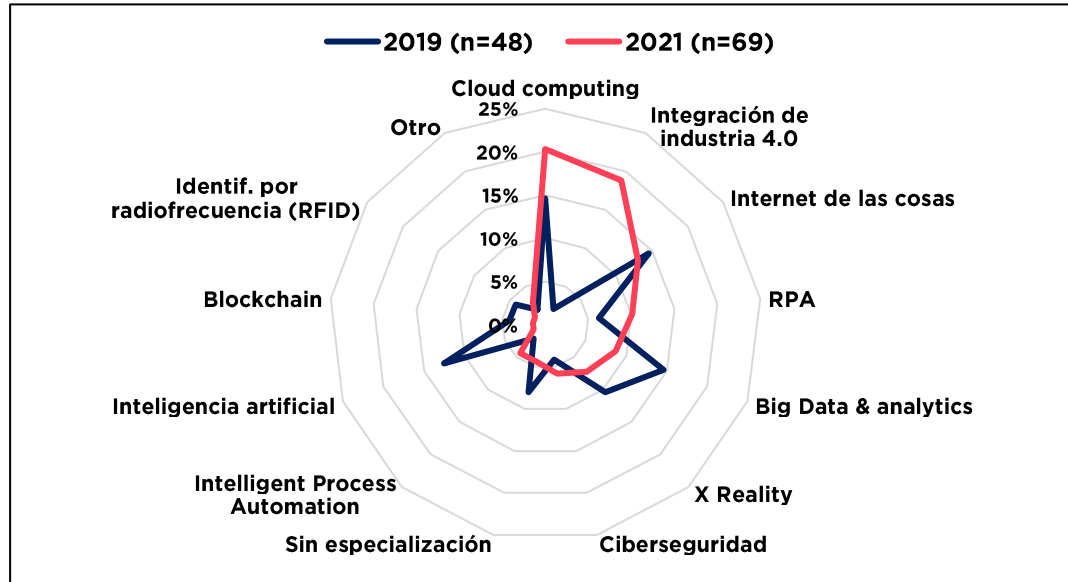 2019 (n=48)
2021 (n=69)
Cloud computing
25%
20%
15%
10%
5%
0%
Integración de
industria 4.0
Internet de las cosas
RPA
Big Data & analytics
X Reality
Ciberseguridad
Sin especialización
Intelligent Process
Automation
Inteligencia artificial
Blockchain
Identif. por
radiofrecuencia (RFID)
Otro